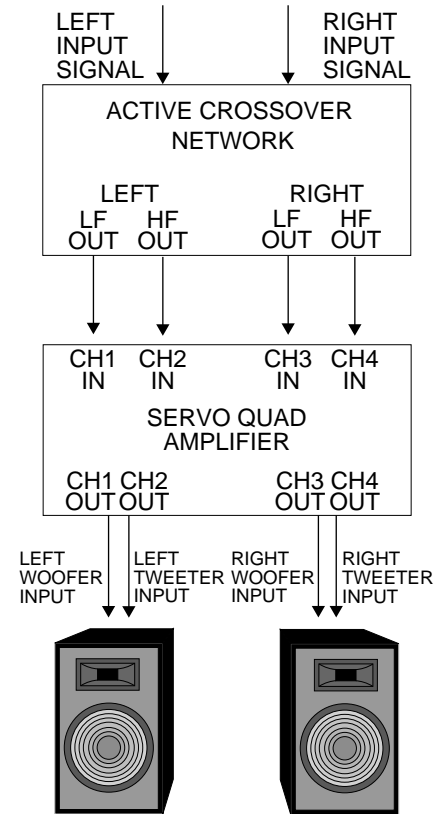 LEFT
INPUT
SIGNAL
RIGHT
INPUT
SIGNAL
ACTIVE CROSSOVER
NETWORK
LEFT
RIGHT
LF
OUT
HF
OUT
LF
OUT
HF
OUT
CH1
IN
CH2
IN
CH3
IN
CH4
IN
SERVO QUAD
AMPLIFIER
CH1
OUT
CH2
OUT
CH3
OUT
CH4
OUT
LEFT
WOOFER
INPUT
LEFT
TWEETER
INPUT
RIGHT
WOOFER
INPUT
RIGHT
TWEETER
INPUT